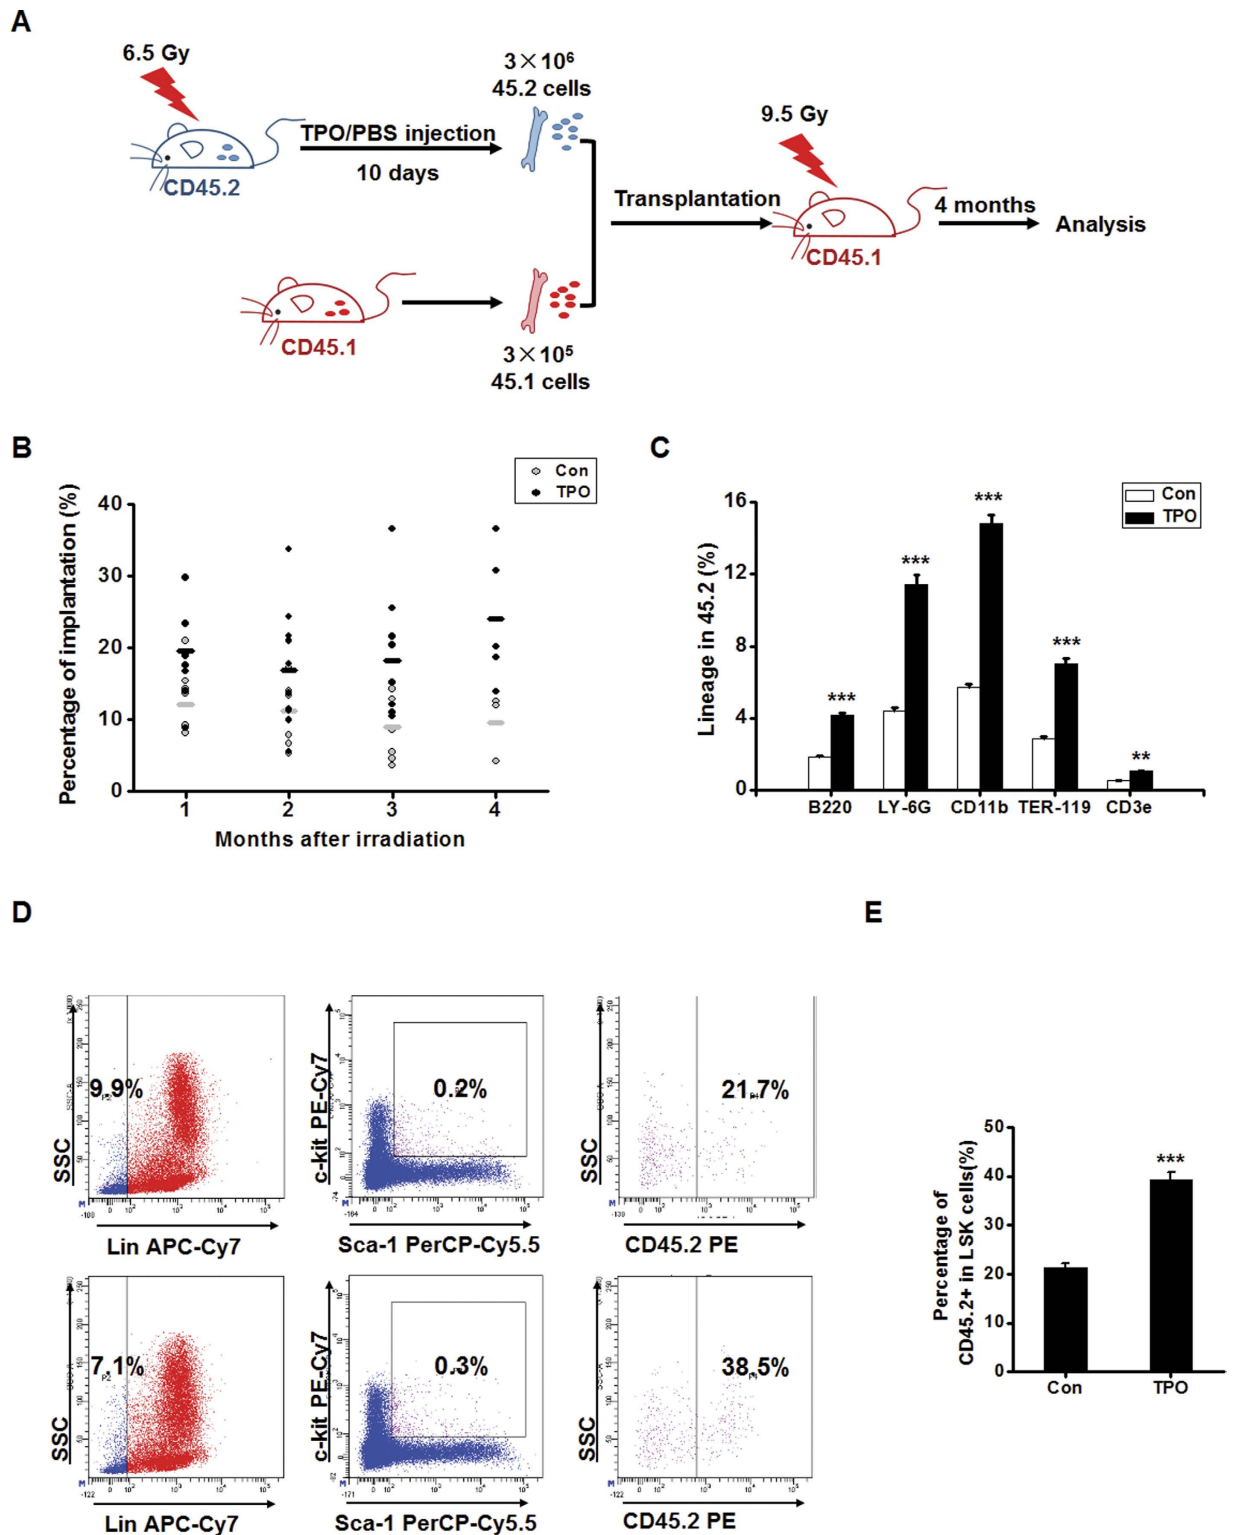 A
6.5 Gy
3×10⁶
45.2 cells
9.5 Gy
TPO/PBS injection
10 days
CD45.2
Transplantation
4 months
Analysis
CD45.1
CD45.1
3×10⁵
45.1 cells
B
Con
TPO
Percentage of implantation (%)
40
30
20
10
0
1 2 3 4
Months after irradiation
C
Con
TPO
Lineage in 45.2 (%)
16
12
8
4
0
*** *** *** *** **
B220 LY-6G CD11b TER-119 CD3e
D
SSC
9.9%
Lin APC-Cy7
c-kit PE-Cy7
0.2%
Sca-1 PerCP-Cy5.5
SSC
21.7%
CD45.2 PE
SSC
7.1%
Lin APC-Cy7
c-kit PE-Cy7
0.3%
Sca-1 PerCP-Cy5.5
SSC
38.5%
CD45.2 PE
E
Percentage of
CD45.2+ in LSK cells(%)
50
40
30
20
10
0
***
Con TPO